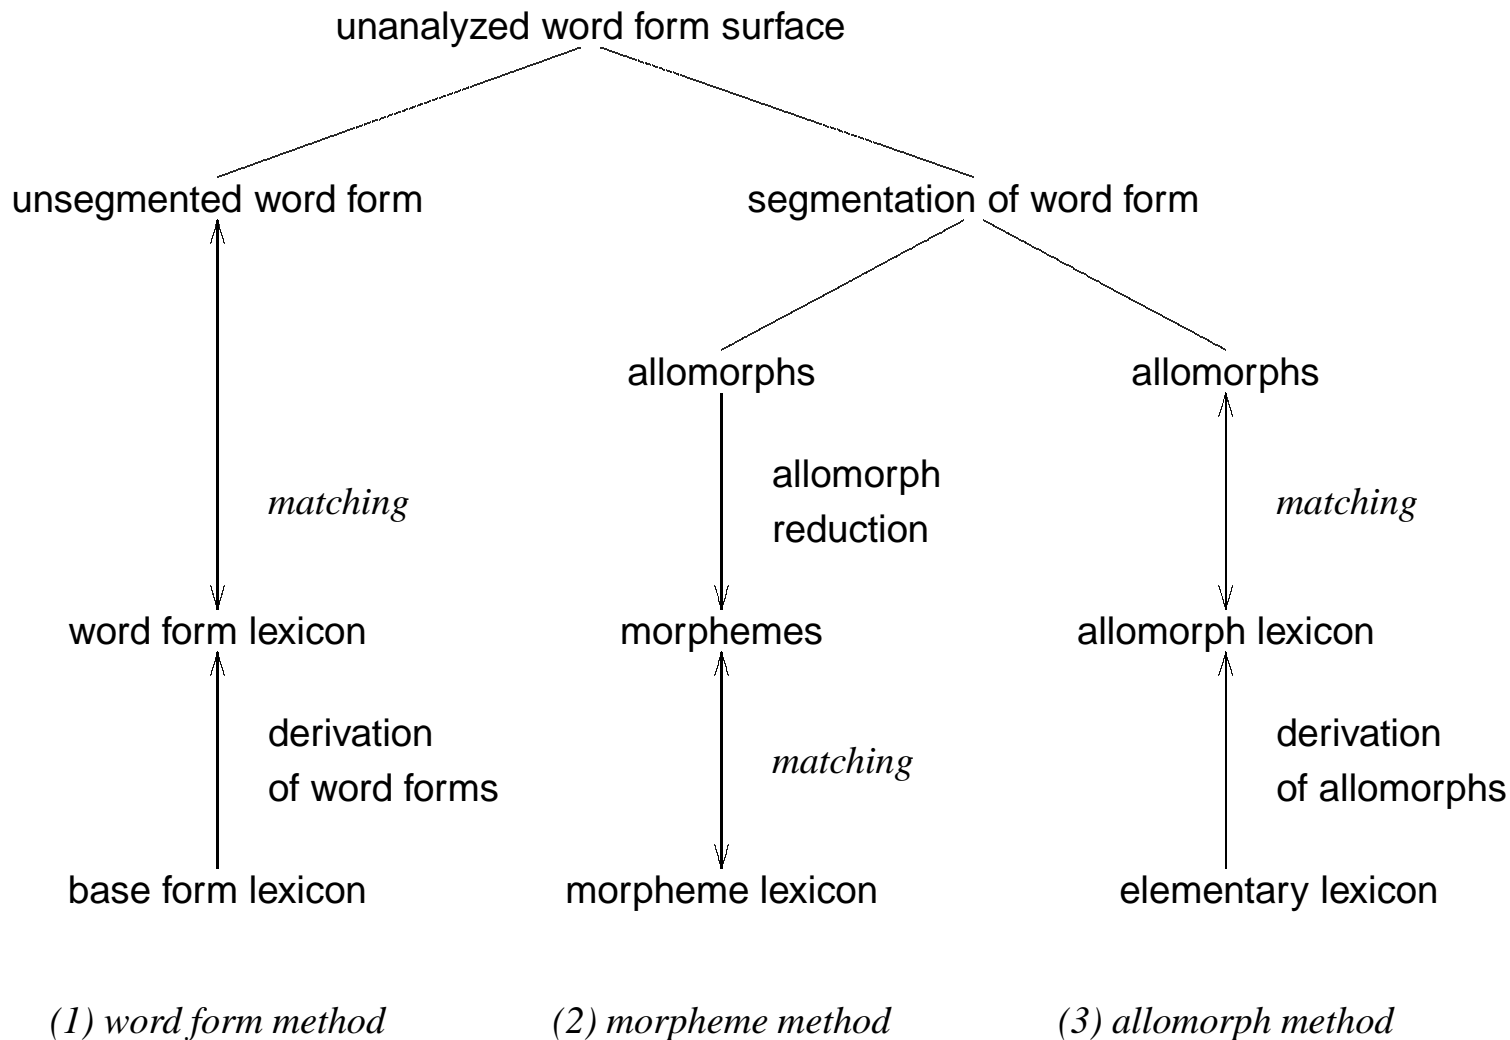 unanalyzed word form surface
unsegmented word form
segmentation of word form
allomorphs
allomorphs
allomorph
reduction
matching
matching
word form lexicon
morphemes
allomorph lexicon
derivation
of word forms
matching
derivation
of allomorphs
base form lexicon
morpheme lexicon
elementary lexicon
(1) word form method
(2) morpheme method
(3) allomorph method